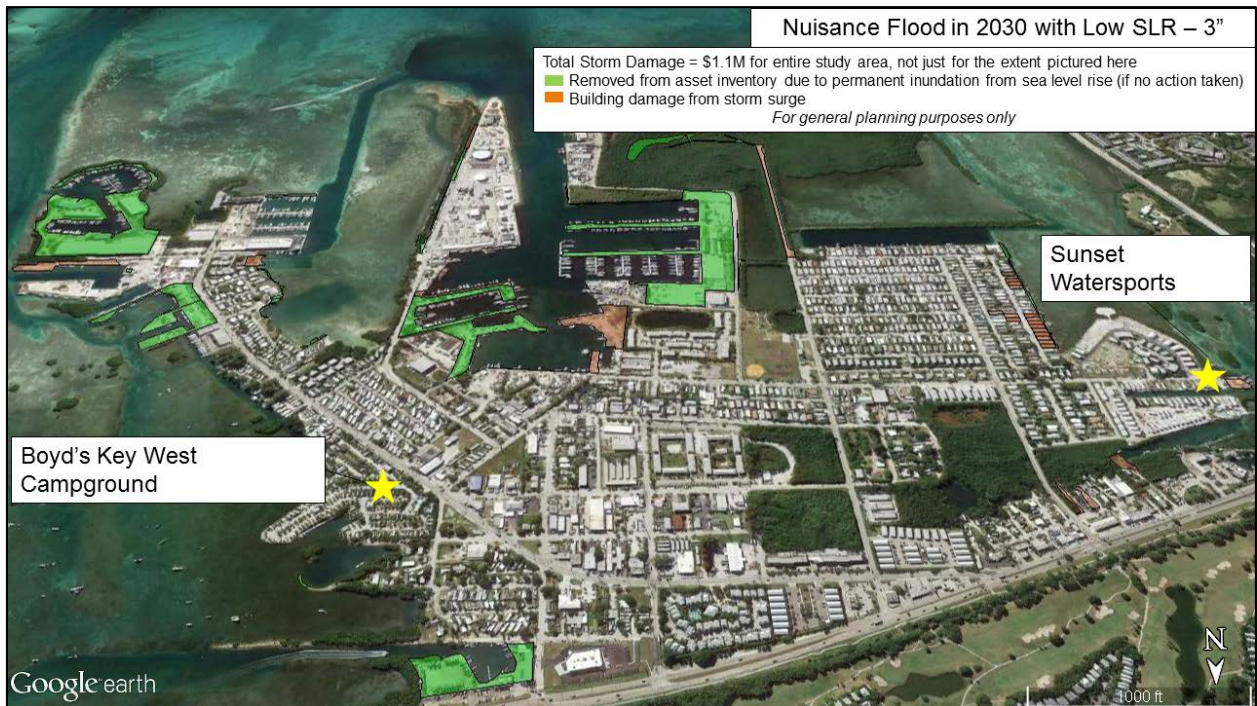 Nuisance Flood in 2030 with Low SLR – 3”
Total Storm Damage = $1.1M for entire study area, not just for the extent pictured here
Removed from asset inventory due to permanent inundation from sea level rise (if no action taken)
Building damage from storm surge
For general planning purposes only
Sunset
Watersports
Boyd’s Key West
Campground
Google earth
N
1000 ft